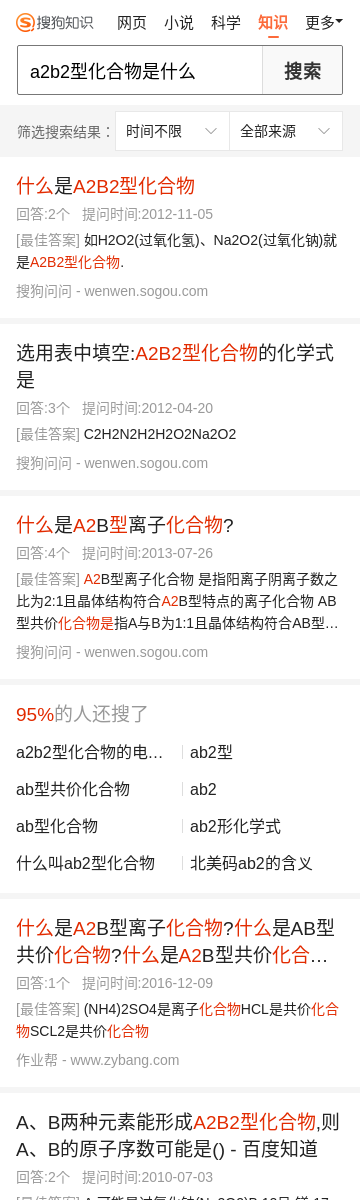 搜狗知识 网页 小说 科学 知识 更多
a2b2型化合物是什么 搜索
筛选搜索结果： 时间不限 全部来源
什么是A2B2型化合物
回答:2个 提问时间:2012-11-05
[最佳答案] 如H2O2(过氧化氢)、Na2O2(过氧化钠)就
是A2B2型化合物.
搜狗问问 - wenwen.sogou.com
选用表中填空:A2B2型化合物的化学式
是
回答:3个 提问时间:2012-04-20
[最佳答案] C2H2N2H2H2O2Na2O2
搜狗问问 - wenwen.sogou.com
什么是A2B型离子化合物?
回答:4个 提问时间:2013-07-26
[最佳答案] A2B型离子化合物 是指阳离子阴离子数之
比为2:1且晶体结构符合A2B型特点的离子化合物 AB
型共价化合物是指A与B为1:1且晶体结构符合AB型...
搜狗问问 - wenwen.sogou.com
95%的人还搜了
a2b2型化合物的电... ab2型
ab型共价化合物 ab2
ab型化合物 ab2形化学式
什么叫ab2型化合物 北美码ab2的含义
什么是A2B型离子化合物?什么是AB型
共价化合物?什么是A2B型共价化合...
回答:1个 提问时间:2016-12-09
[最佳答案] (NH4)2SO4是离子化合物HCL是共价化合
物SCL2是共价化合物
作业帮 - www.zybang.com
A、B两种元素能形成A2B2型化合物,则
A、B的原子序数可能是() - 百度知道
回答:2个 提问时间:2010-07-03